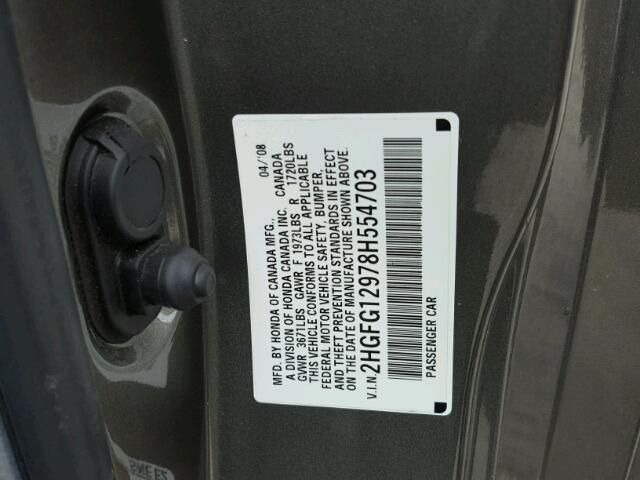 MFD. BY HONDA OF CANADA MFG., 04/'08
A DIVISION OF HONDA CANADA INC. CANADA
GVWR 3671LBS GAWR F 1973LBS R 1720LBS
THIS VEHICLE CONFORMS TO ALL APPLICABLE
FEDERAL MOTOR VEHICLE SAFETY, BUMPER,
AND THEFT PREVENTION STANDARDS IN EFFECT
ON THE DATE OF MANUFACTURE SHOWN ABOVE.
V.I.N. 2HGFG12978H554703
PASSENGER CAR